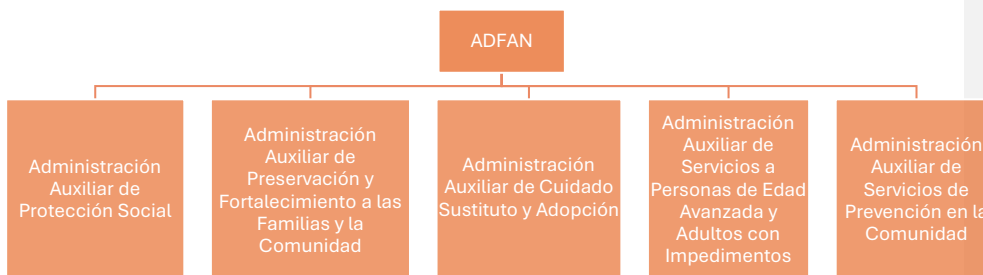 ADFAN
Administración
Auxiliar de
Protección Social
Administración
Auxiliar de
Preservación y
Fortalecimiento a las
Familias y la
Comunidad
Administración
Auxiliar de Cuidado
Sustituto y Adopción
Administración
Auxiliar de
Servicios a
Personas de Edad
Avanzada y
Adultos con
Impedimentos
Administración
Auxiliar de
Servicios de
Prevención en la
Comunidad